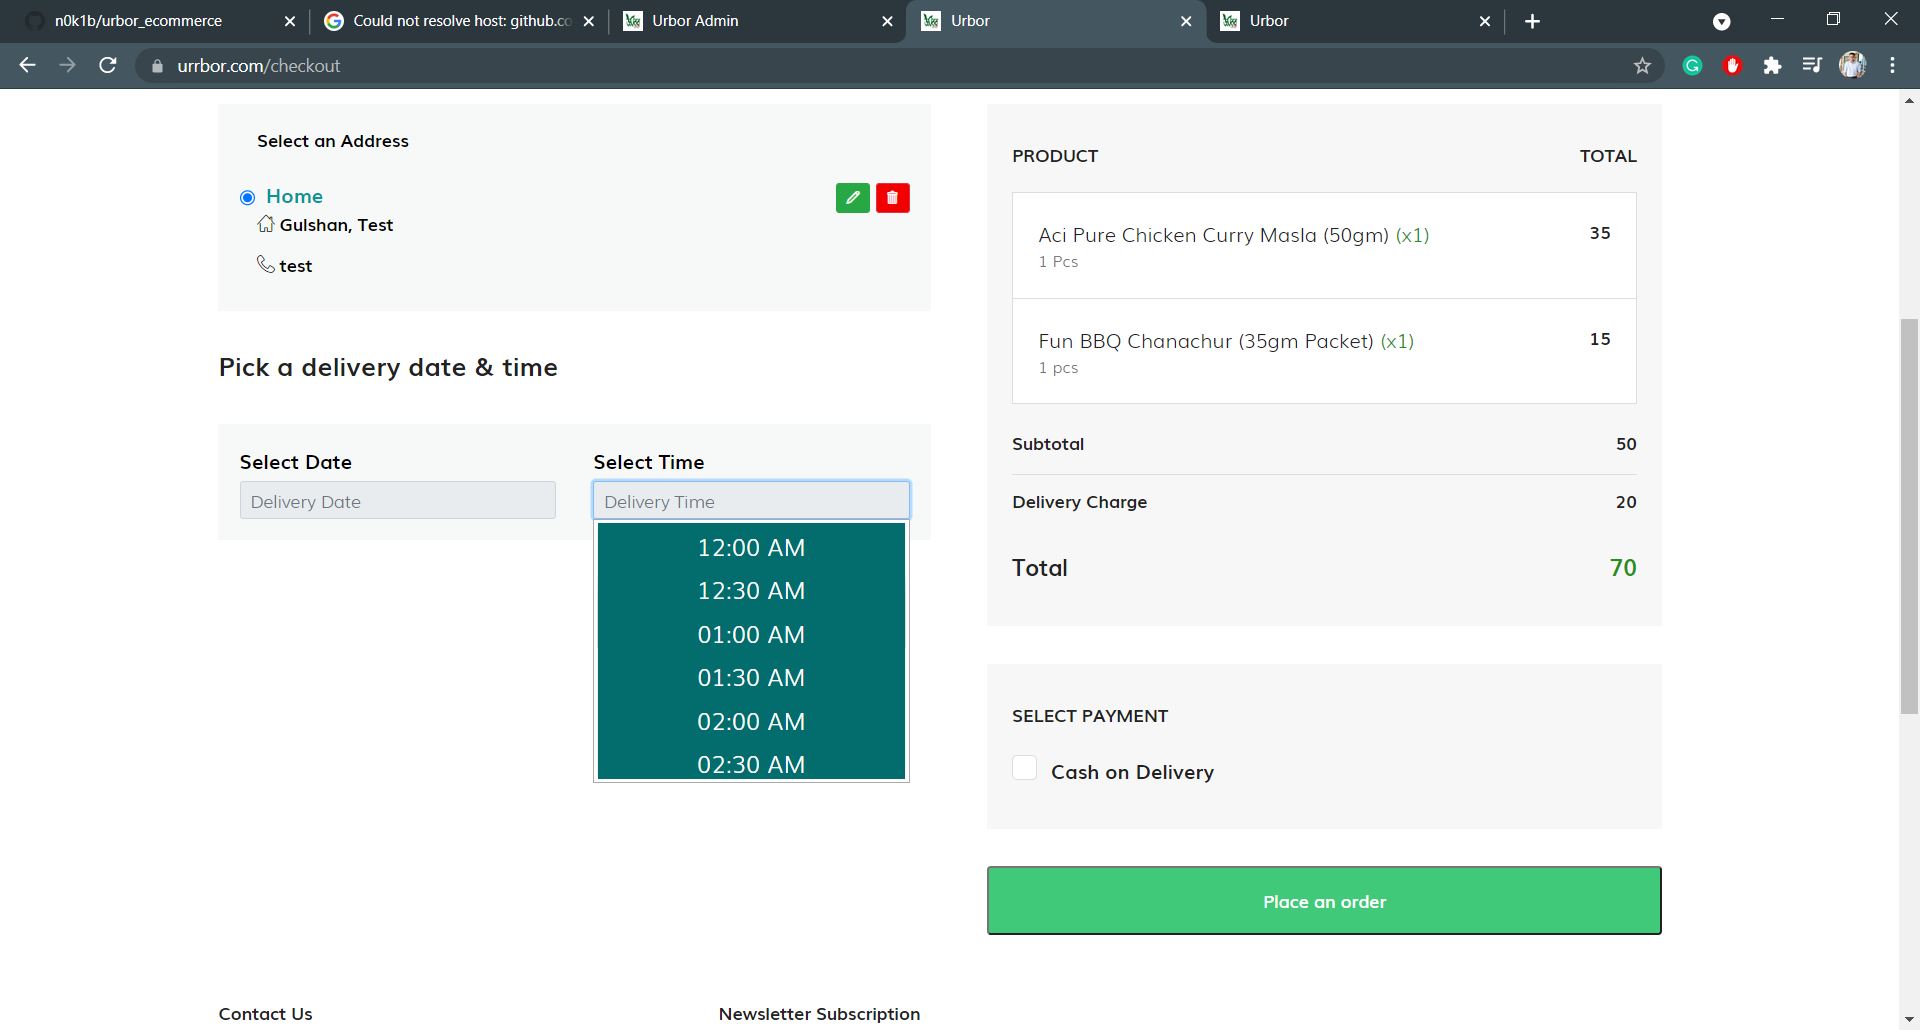 n0k1b/urbor_ecommerce
Could not resolve host: github.co
Urbor Admin
Urbor
Urbor
urrbor.com/checkout
Select an Address
Home
Gulshan, Test
test
Pick a delivery date & time
Select Date
Select Time
Delivery Date
Delivery Time
12:00 AM
12:30 AM
01:00 AM
01:30 AM
02:00 AM
02:30 AM
PRODUCT TOTAL
Aci Pure Chicken Curry Masla (50gm) (x1) 35
1 Pcs
Fun BBQ Chanachur (35gm Packet) (x1) 15
1 pcs
Subtotal 50
Delivery Charge 20
Total 70
SELECT PAYMENT
Cash on Delivery
Place an order
Contact Us
Newsletter Subscription